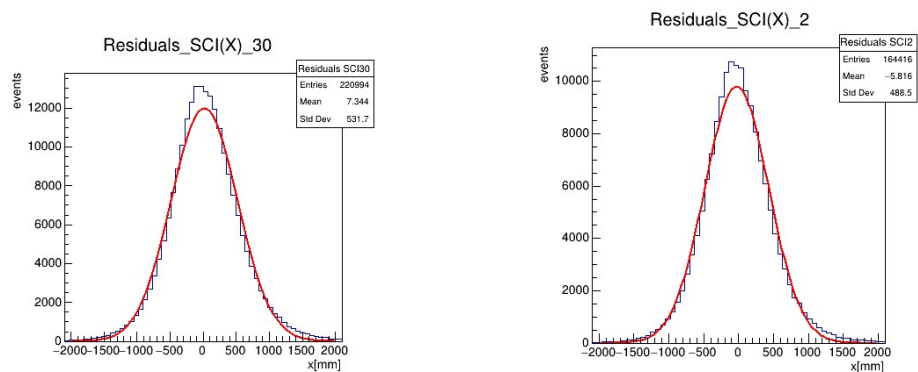 Residuals_SCI(X)_30
Residuals SCI30
Entries 220994
Mean 7.344
Std Dev 531.7
events
12000
10000
8000
6000
4000
2000
0
−2000 −1500 −1000 −500 0 500 1000 1500 2000
x[mm]
Residuals_SCI(X)_2
Residuals SCI2
Entries 164416
Mean −5.816
Std Dev 488.5
events
10000
8000
6000
4000
2000
0
−2000 −1500 −1000 −500 0 500 1000 1500 2000
x[mm]